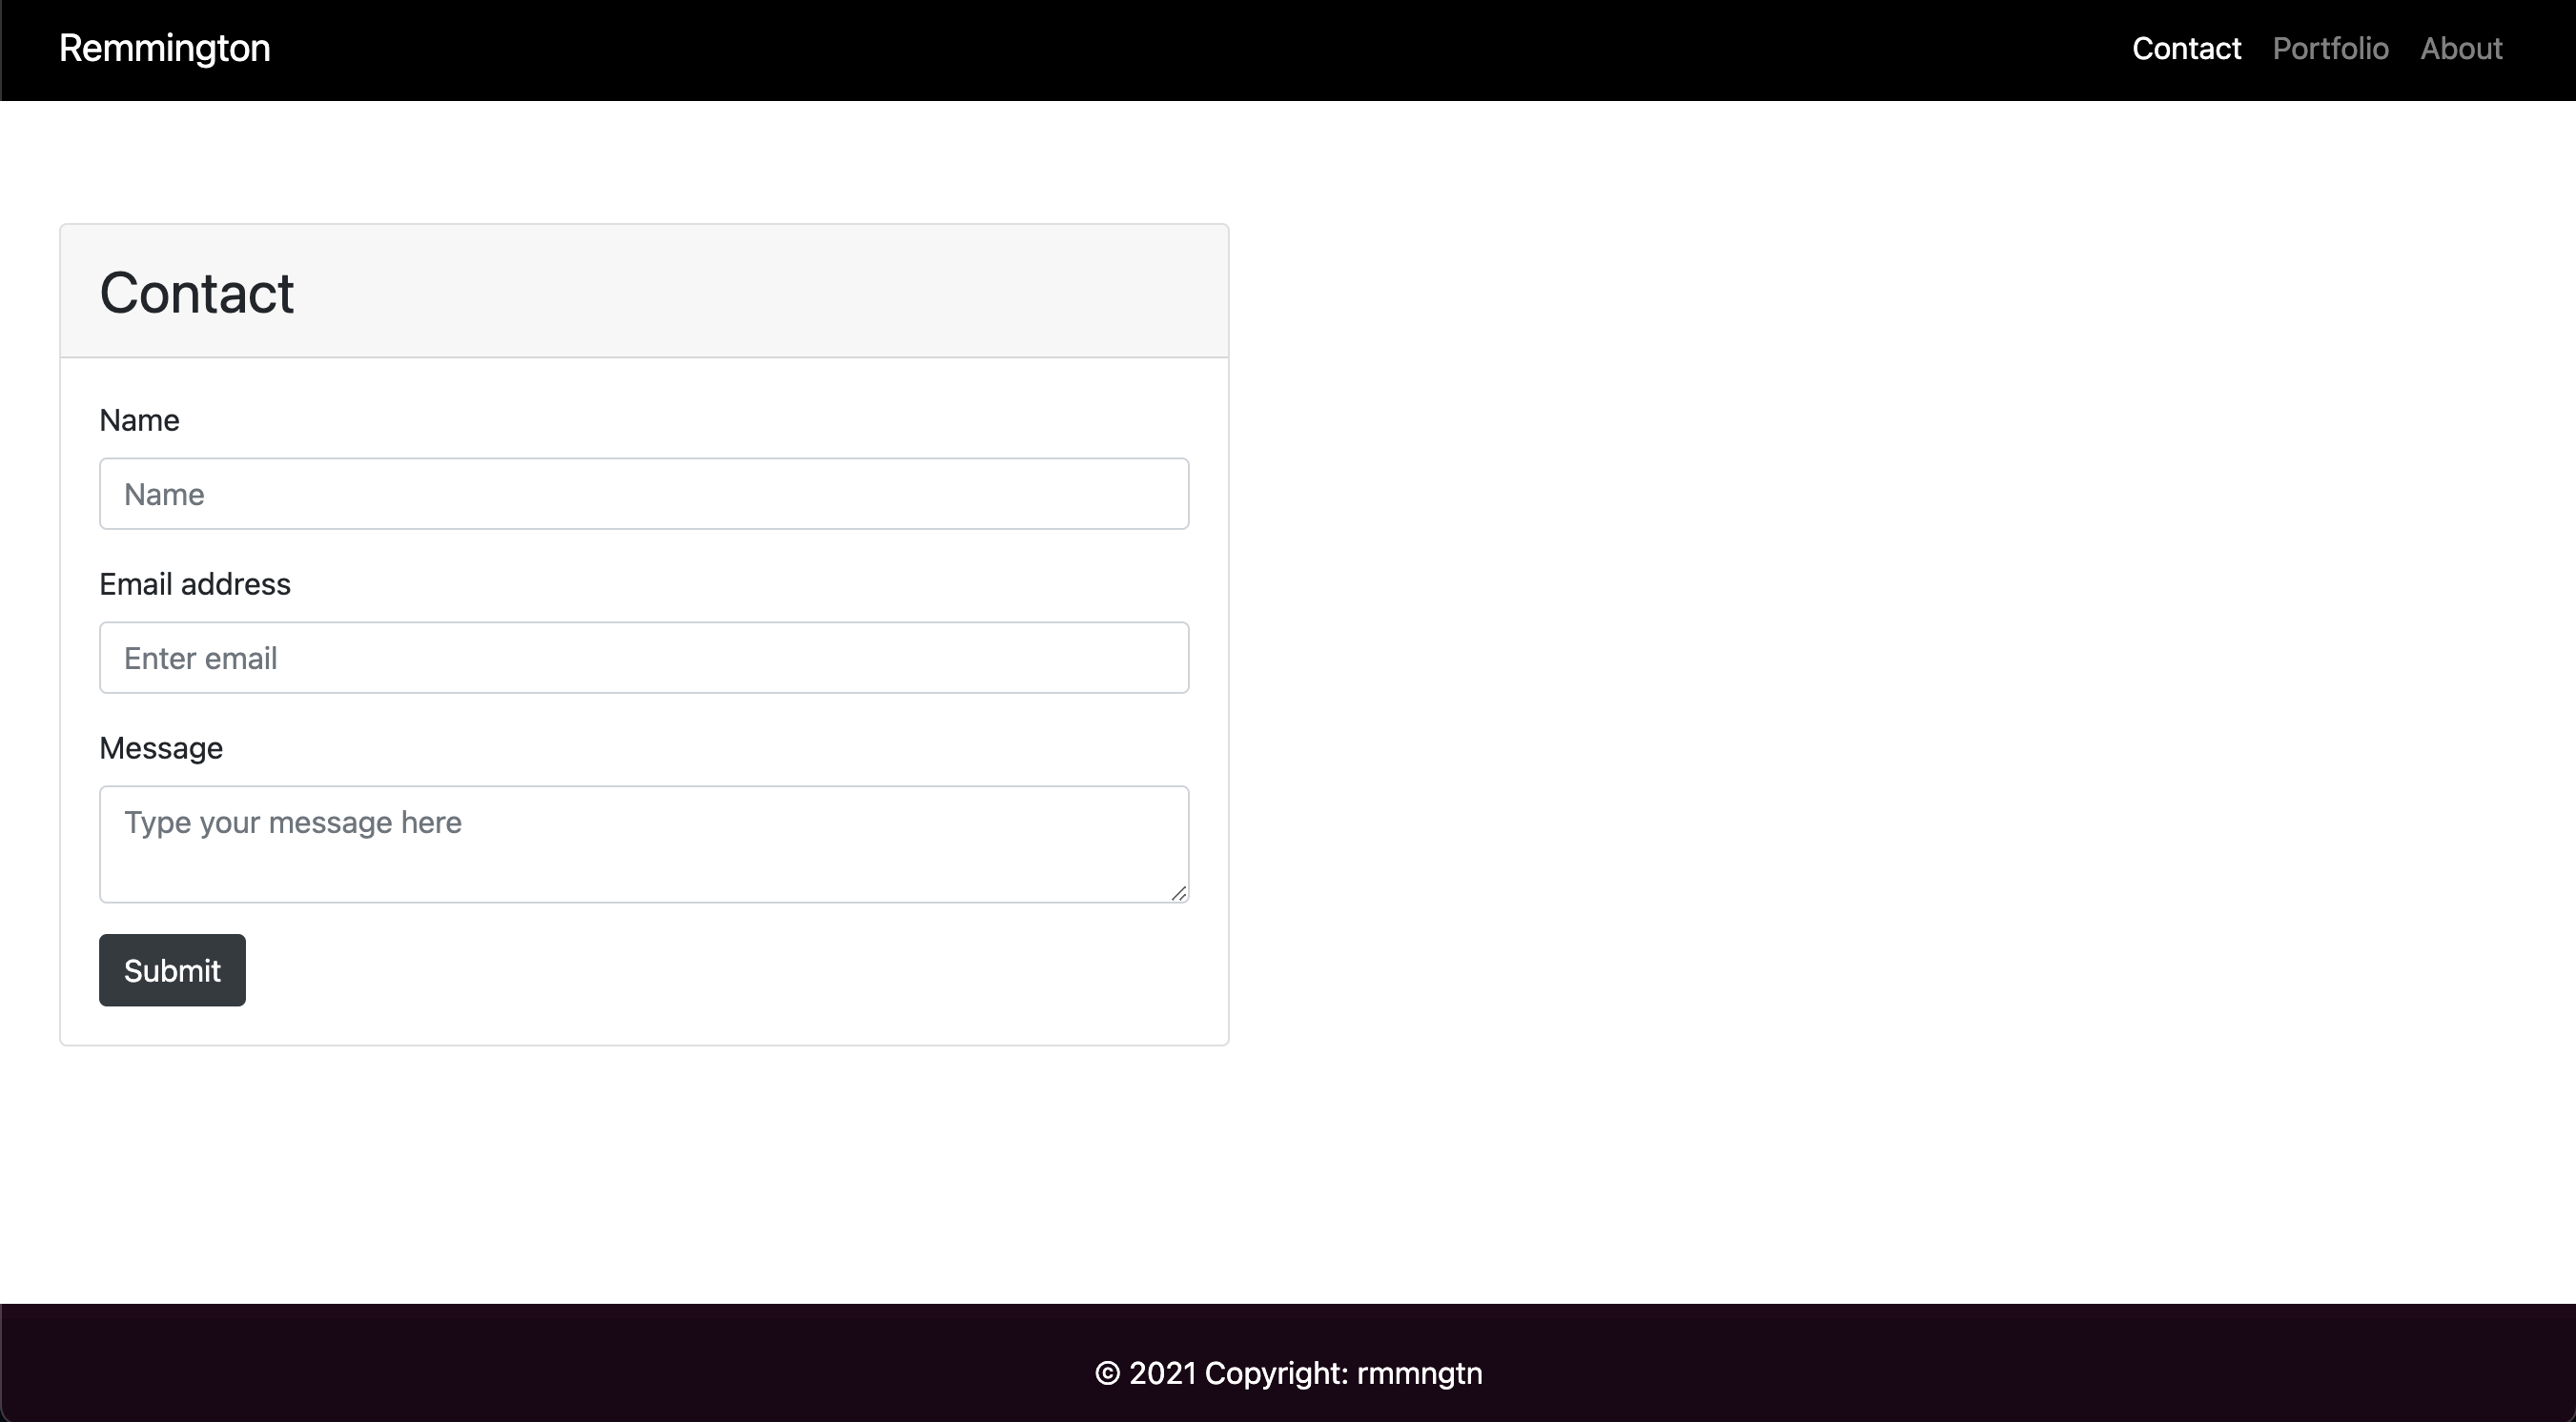 Remmington
Contact Portfolio About
Contact
Name
Name
Email address
Enter email
Message
Type your message here
Submit
© 2021 Copyright: rmmngtn